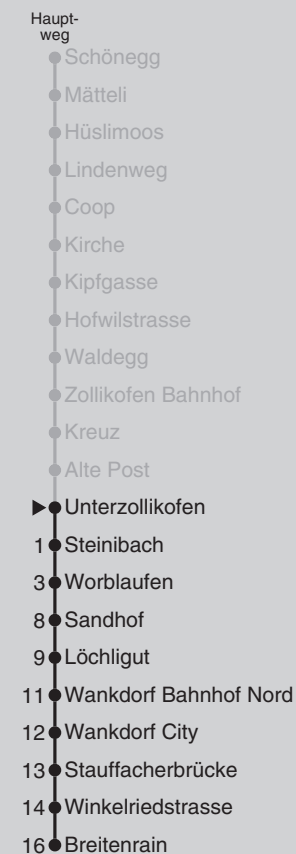 Haupt-
weg
Schönegg
Mätteli
Hüslimoos
Lindenweg
Coop
Kirche
Kipfgasse
Hofwilstrasse
Waldegg
Zollikofen Bahnhof
Kreuz
Alte Post
Unterzollikofen
1 Steinibach
3 Worblaufen
8 Sandhof
9 Löchligut
11 Wankdorf Bahnhof Nord
12 Wankdorf City
13 Stauffacherbrücke
14 Winkelriedstrasse
16 Breitenrain